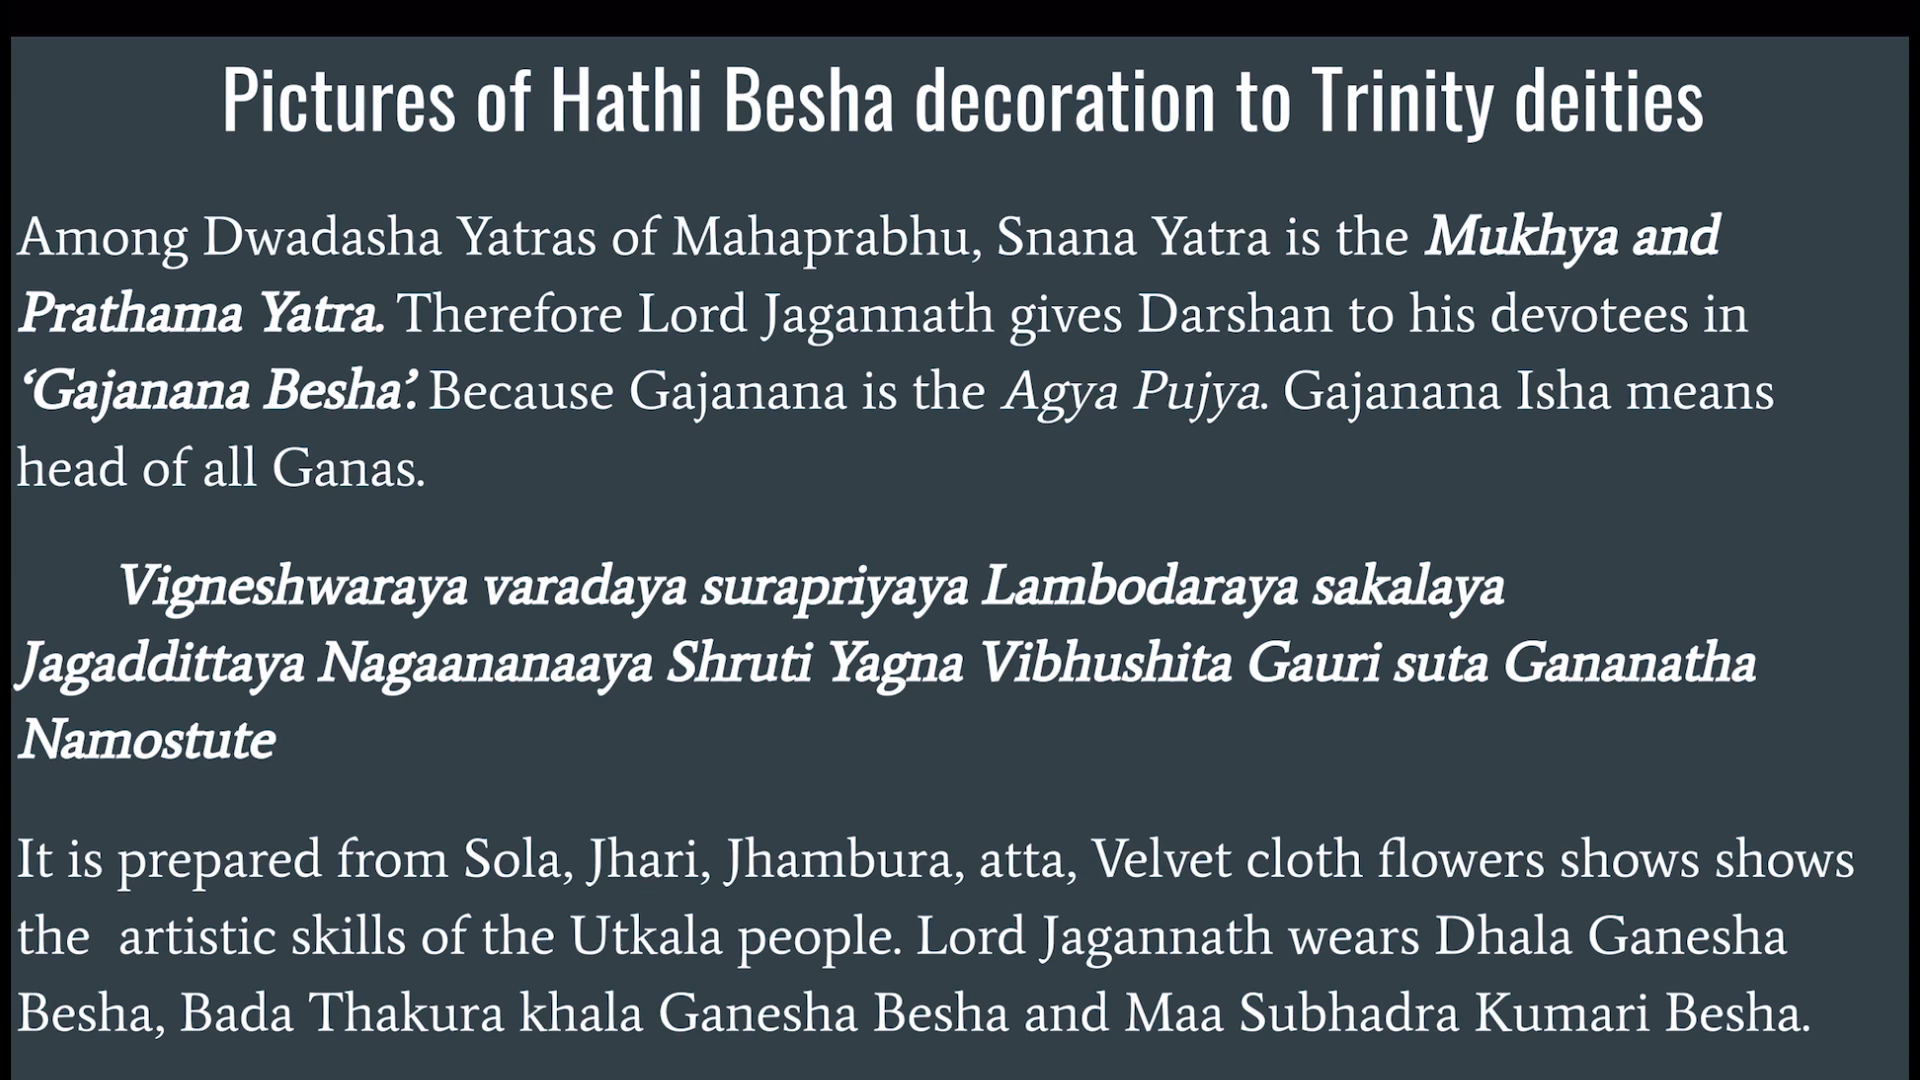 Pictures of Hathi Besha decoration to Trinity deities
Among Dwadasha Yatras of Mahaprabhu, Snana Yatra is the Mukhya and
Prathama Yatra. Therefore Lord Jagannath gives Darshan to his devotees in
‘Gajanana Besha’. Because Gajanana is the Agya Pujya. Gajanana Isha means
head of all Ganas.
Vigneshwaraya varadaya surapriyaya Lambodaraya sakalaya
Jagaddittaya Nagaananaaya Shruti Yagna Vibhushita Gauri suta Gananatha
Namostute
It is prepared from Sola, Jhari, Jhambura, atta, Velvet cloth flowers shows shows
the  artistic skills of the Utkala people. Lord Jagannath wears Dhala Ganesha
Besha, Bada Thakura khala Ganesha Besha and Maa Subhadra Kumari Besha.